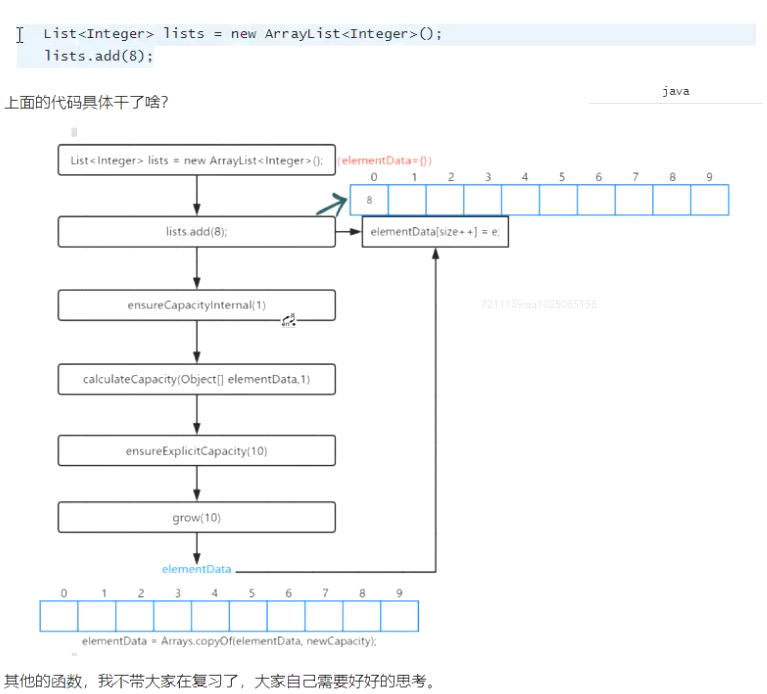 List<Integer> lists = new ArrayList<Integer>();
lists.add(8);
java
上面的代码具体干了啥？
List<Integer> lists = new ArrayList<Integer>();
(elementData={})
0 1 2 3 4 5 6 7 8 9
8
lists.add(8);
elementData[size++] = e;
ensureCapacityInternal(1)
7211139:qq1025065158
calculateCapacity(Object[] elementData,1)
ensureExplicitCapacity(10)
grow(10)
elementData
0 1 2 3 4 5 6 7 8 9
elementData = Arrays.copyOf(elementData, newCapacity);
其他的函数，我不带大家在复习了，大家自己需要好好的思考。